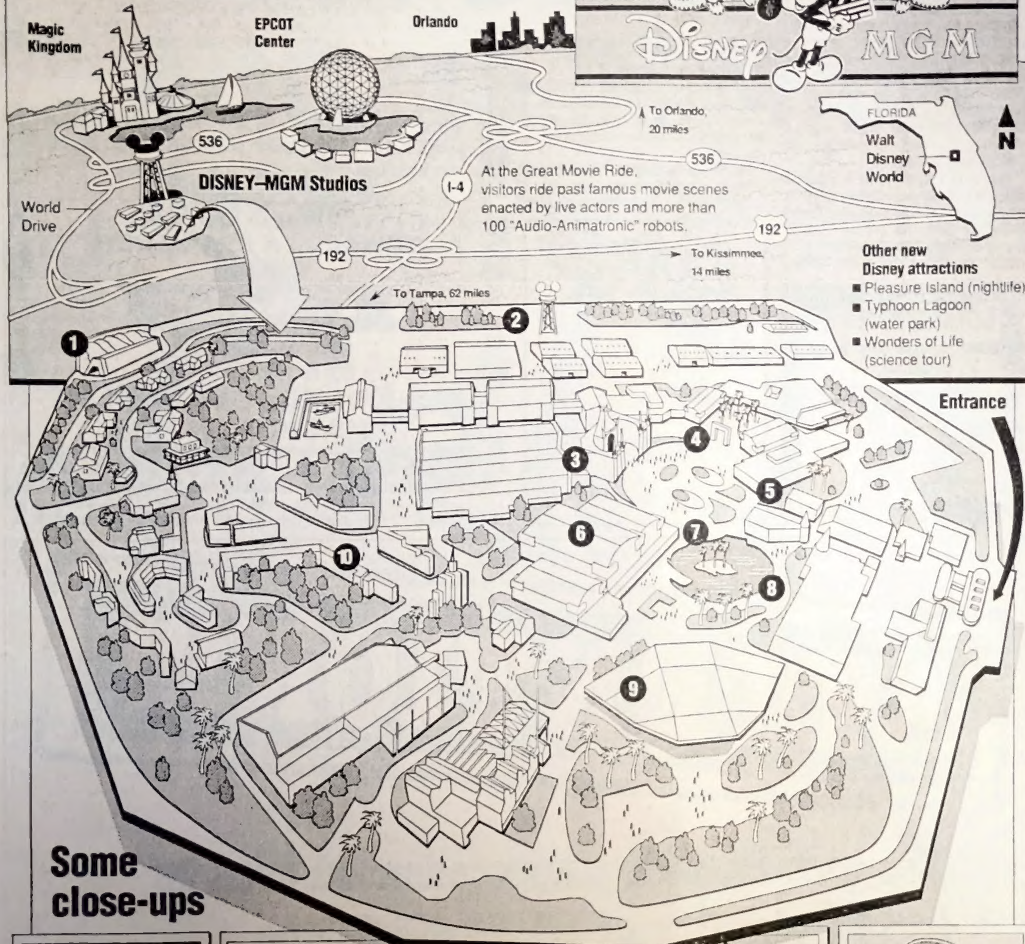 Magic
Kingdom
EPCOT
Center
Orlando
DISNEY MGM
To Orlando,
20 miles
FLORIDA
Walt
Disney
World
N
536
536
DISNEY–MGM Studios
I-4
At the Great Movie Ride,
visitors ride past famous movie scenes
enacted by live actors and more than
100 "Audio-Animatronic" robots.
World
Drive
192
192
To Kissimmee,
14 miles
To Tampa, 62 miles
Other new
Disney attractions
■ Pleasure Island (nightlife)
■ Typhoon Lagoon
(water park)
■ Wonders of Life
(science tour)
Entrance
1
2
3
4
5
6
7
8
9
10
Some
close-ups